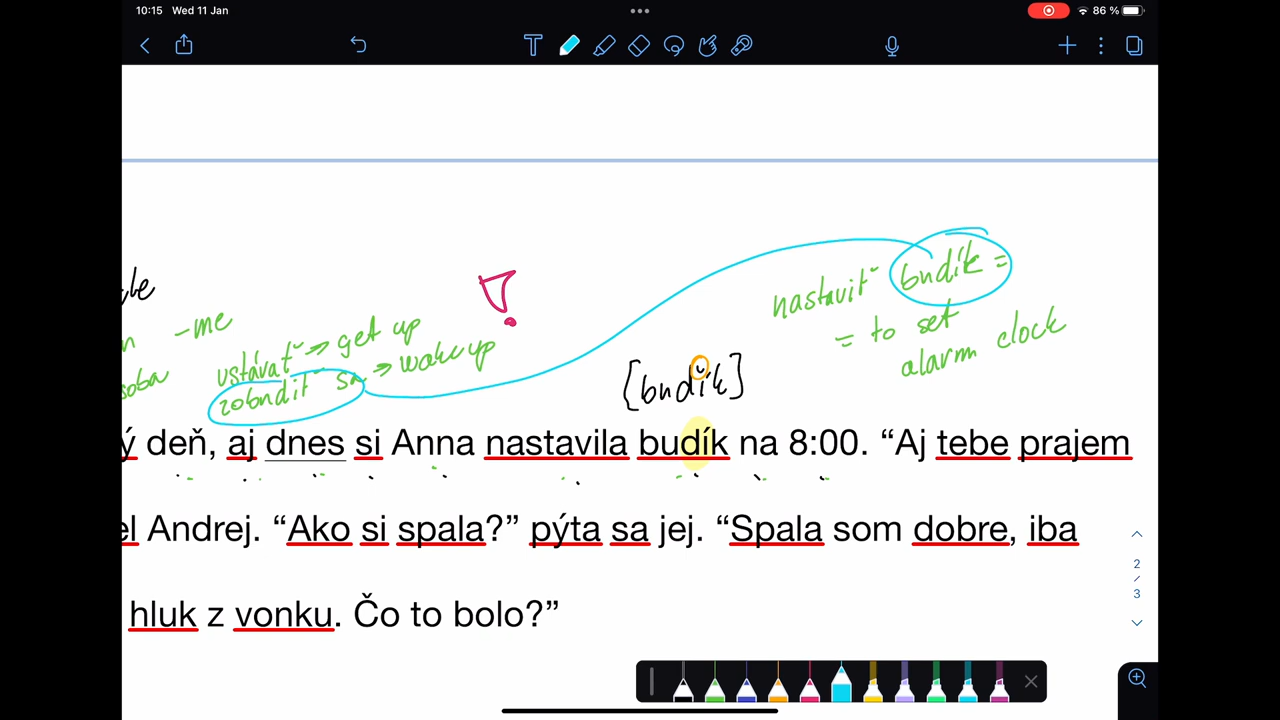 10:15 Wed 11 Jan
86 %
nastaviť budík =
= to set
alarm clock
-me
vstávať => get up
zobudiť sa => wake up
soba
[buďík]
ý deň, aj dnes si Anna nastavila budík na 8:00. “Aj tebe prajem
el Andrej. “Ako si spala?” pýta sa jej. “Spala som dobre, iba
hluk z vonku. Čo to bolo?”
2
/
3